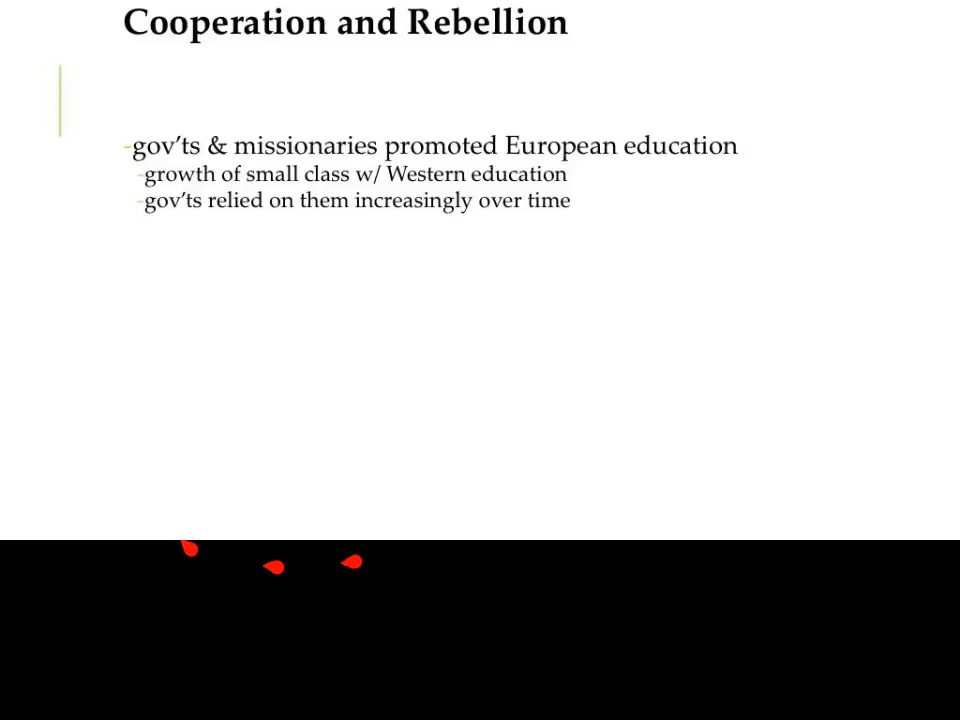 Cooperation and Rebellion
-gov’ts & missionaries promoted European education
-growth of small class w/ Western education
-gov’ts relied on them increasingly over time